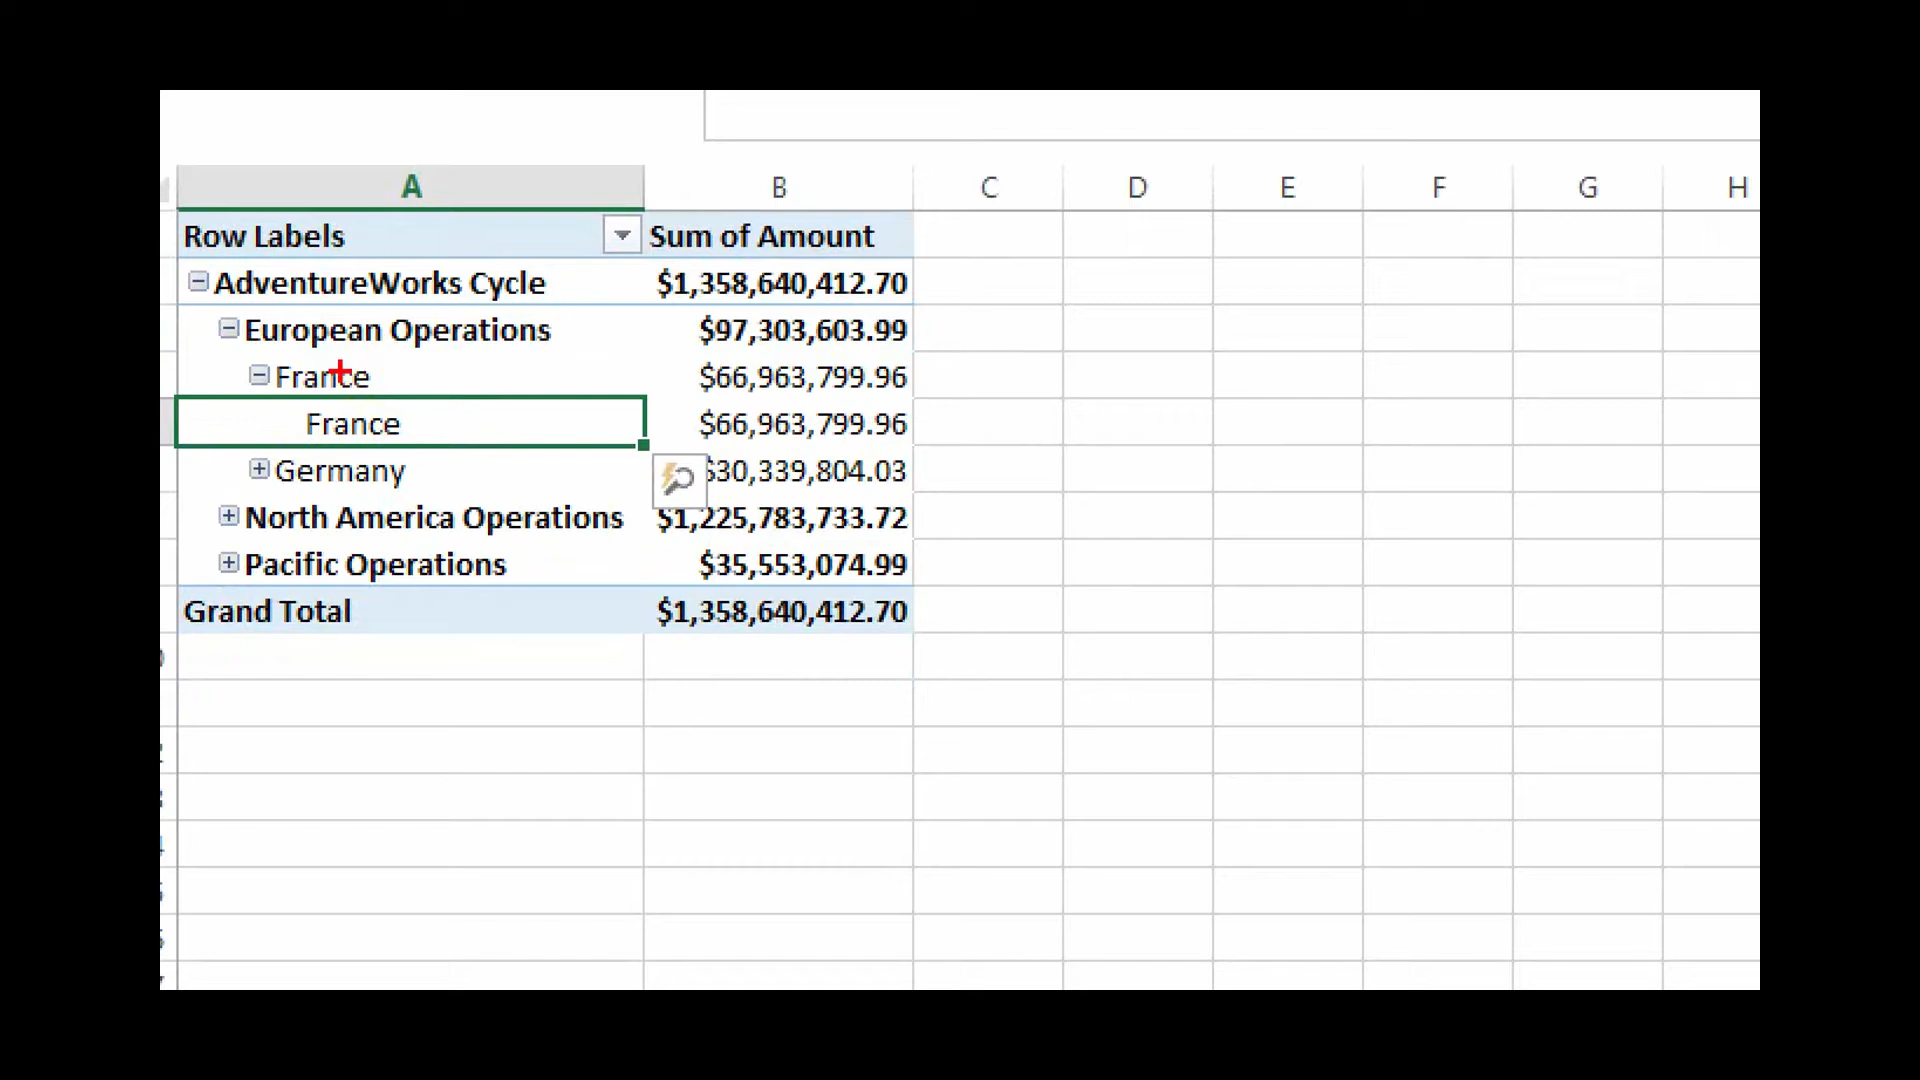 A B C D E F G H
Row Labels Sum of Amount
AdventureWorks Cycle $1,358,640,412.70
European Operations $97,303,603.99
France $66,963,799.96
France $66,963,799.96
Germany $30,339,804.03
North America Operations $1,225,783,733.72
Pacific Operations $35,553,074.99
Grand Total $1,358,640,412.70